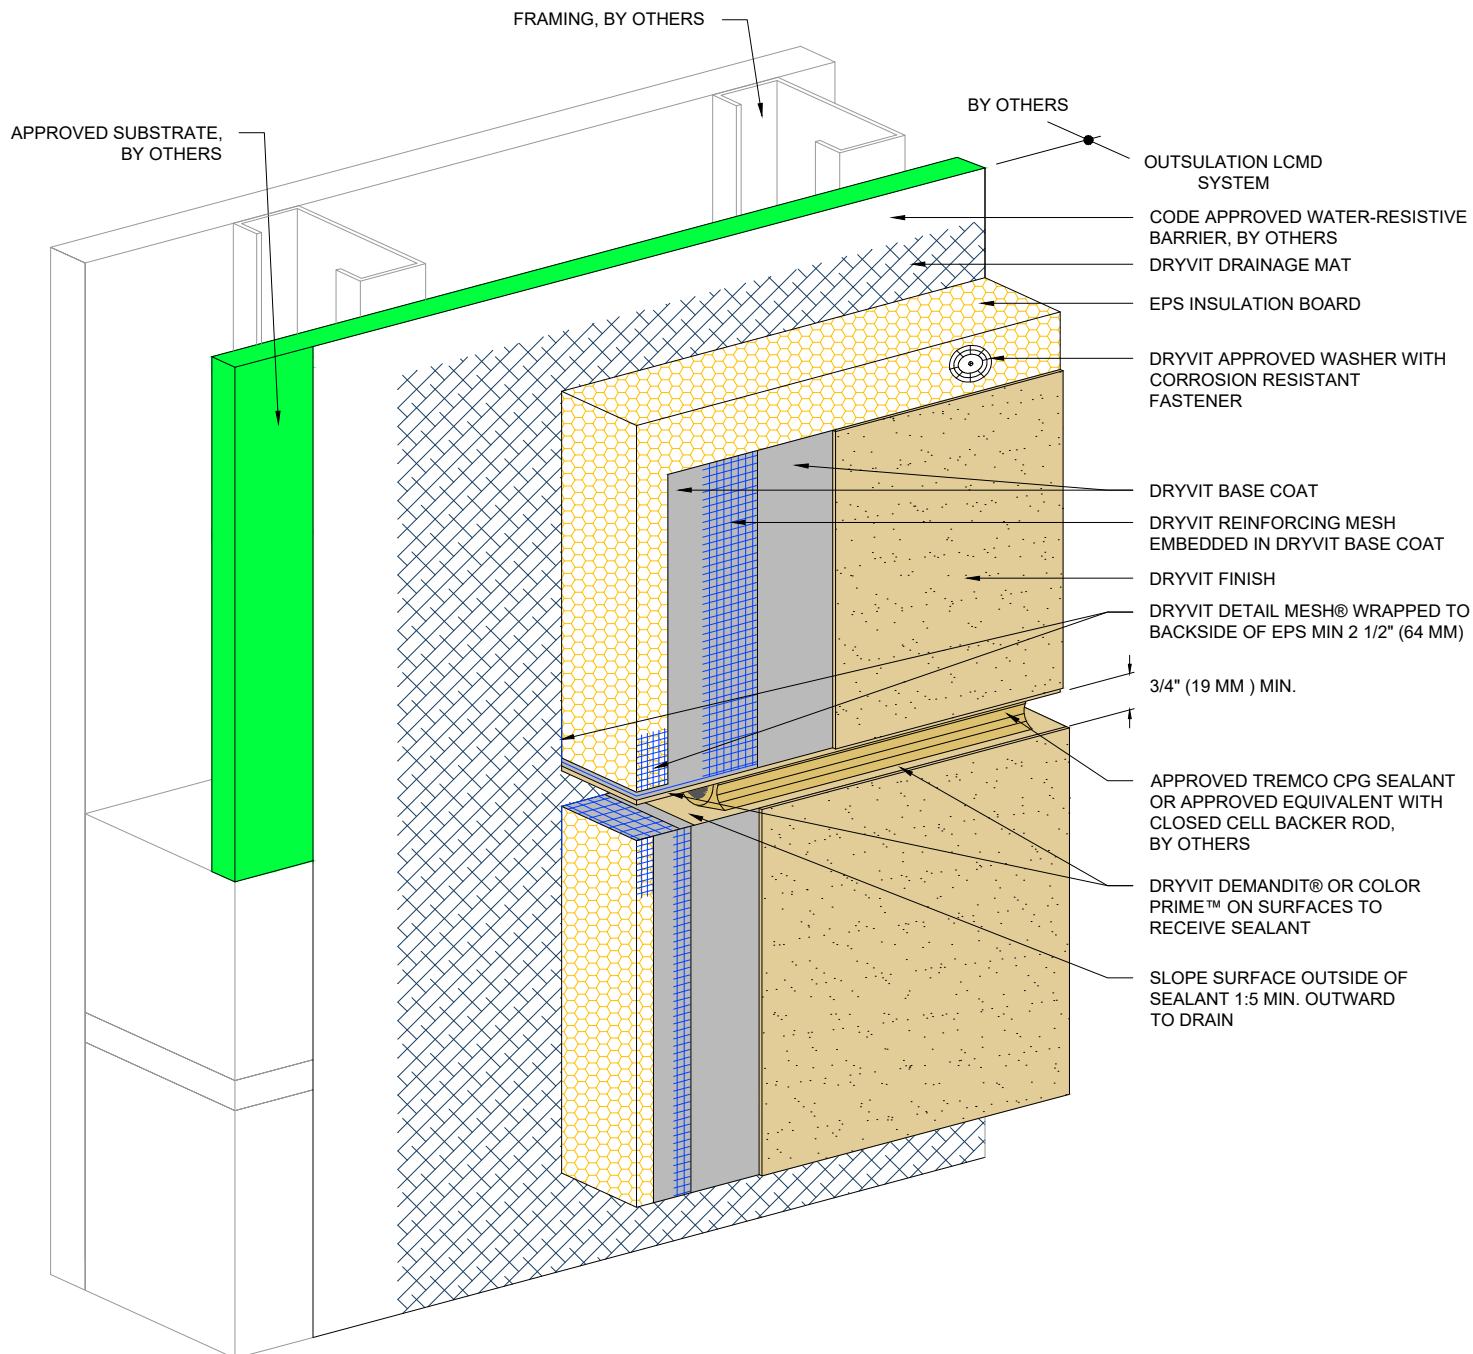 FRAMING, BY OTHERS
APPROVED SUBSTRATE,
BY OTHERS
BY OTHERS
OUTSULATION LCMD
SYSTEM
CODE APPROVED WATER-RESISTIVE
BARRIER, BY OTHERS
DRYVIT DRAINAGE MAT
EPS INSULATION BOARD
DRYVIT APPROVED WASHER WITH
CORROSION RESISTANT
FASTENER
DRYVIT BASE COAT
DRYVIT REINFORCING MESH
EMBEDDED IN DRYVIT BASE COAT
DRYVIT FINISH
DRYVIT DETAIL MESH® WRAPPED TO
BACKSIDE OF EPS MIN 2 1/2" (64 MM)
3/4" (19 MM ) MIN.
APPROVED TREMCO CPG SEALANT
OR APPROVED EQUIVALENT WITH
CLOSED CELL BACKER ROD,
BY OTHERS
DRYVIT DEMANDIT® OR COLOR
PRIME™ ON SURFACES TO
RECEIVE SEALANT
SLOPE SURFACE OUTSIDE OF
SEALANT 1:5 MIN. OUTWARD
TO DRAIN